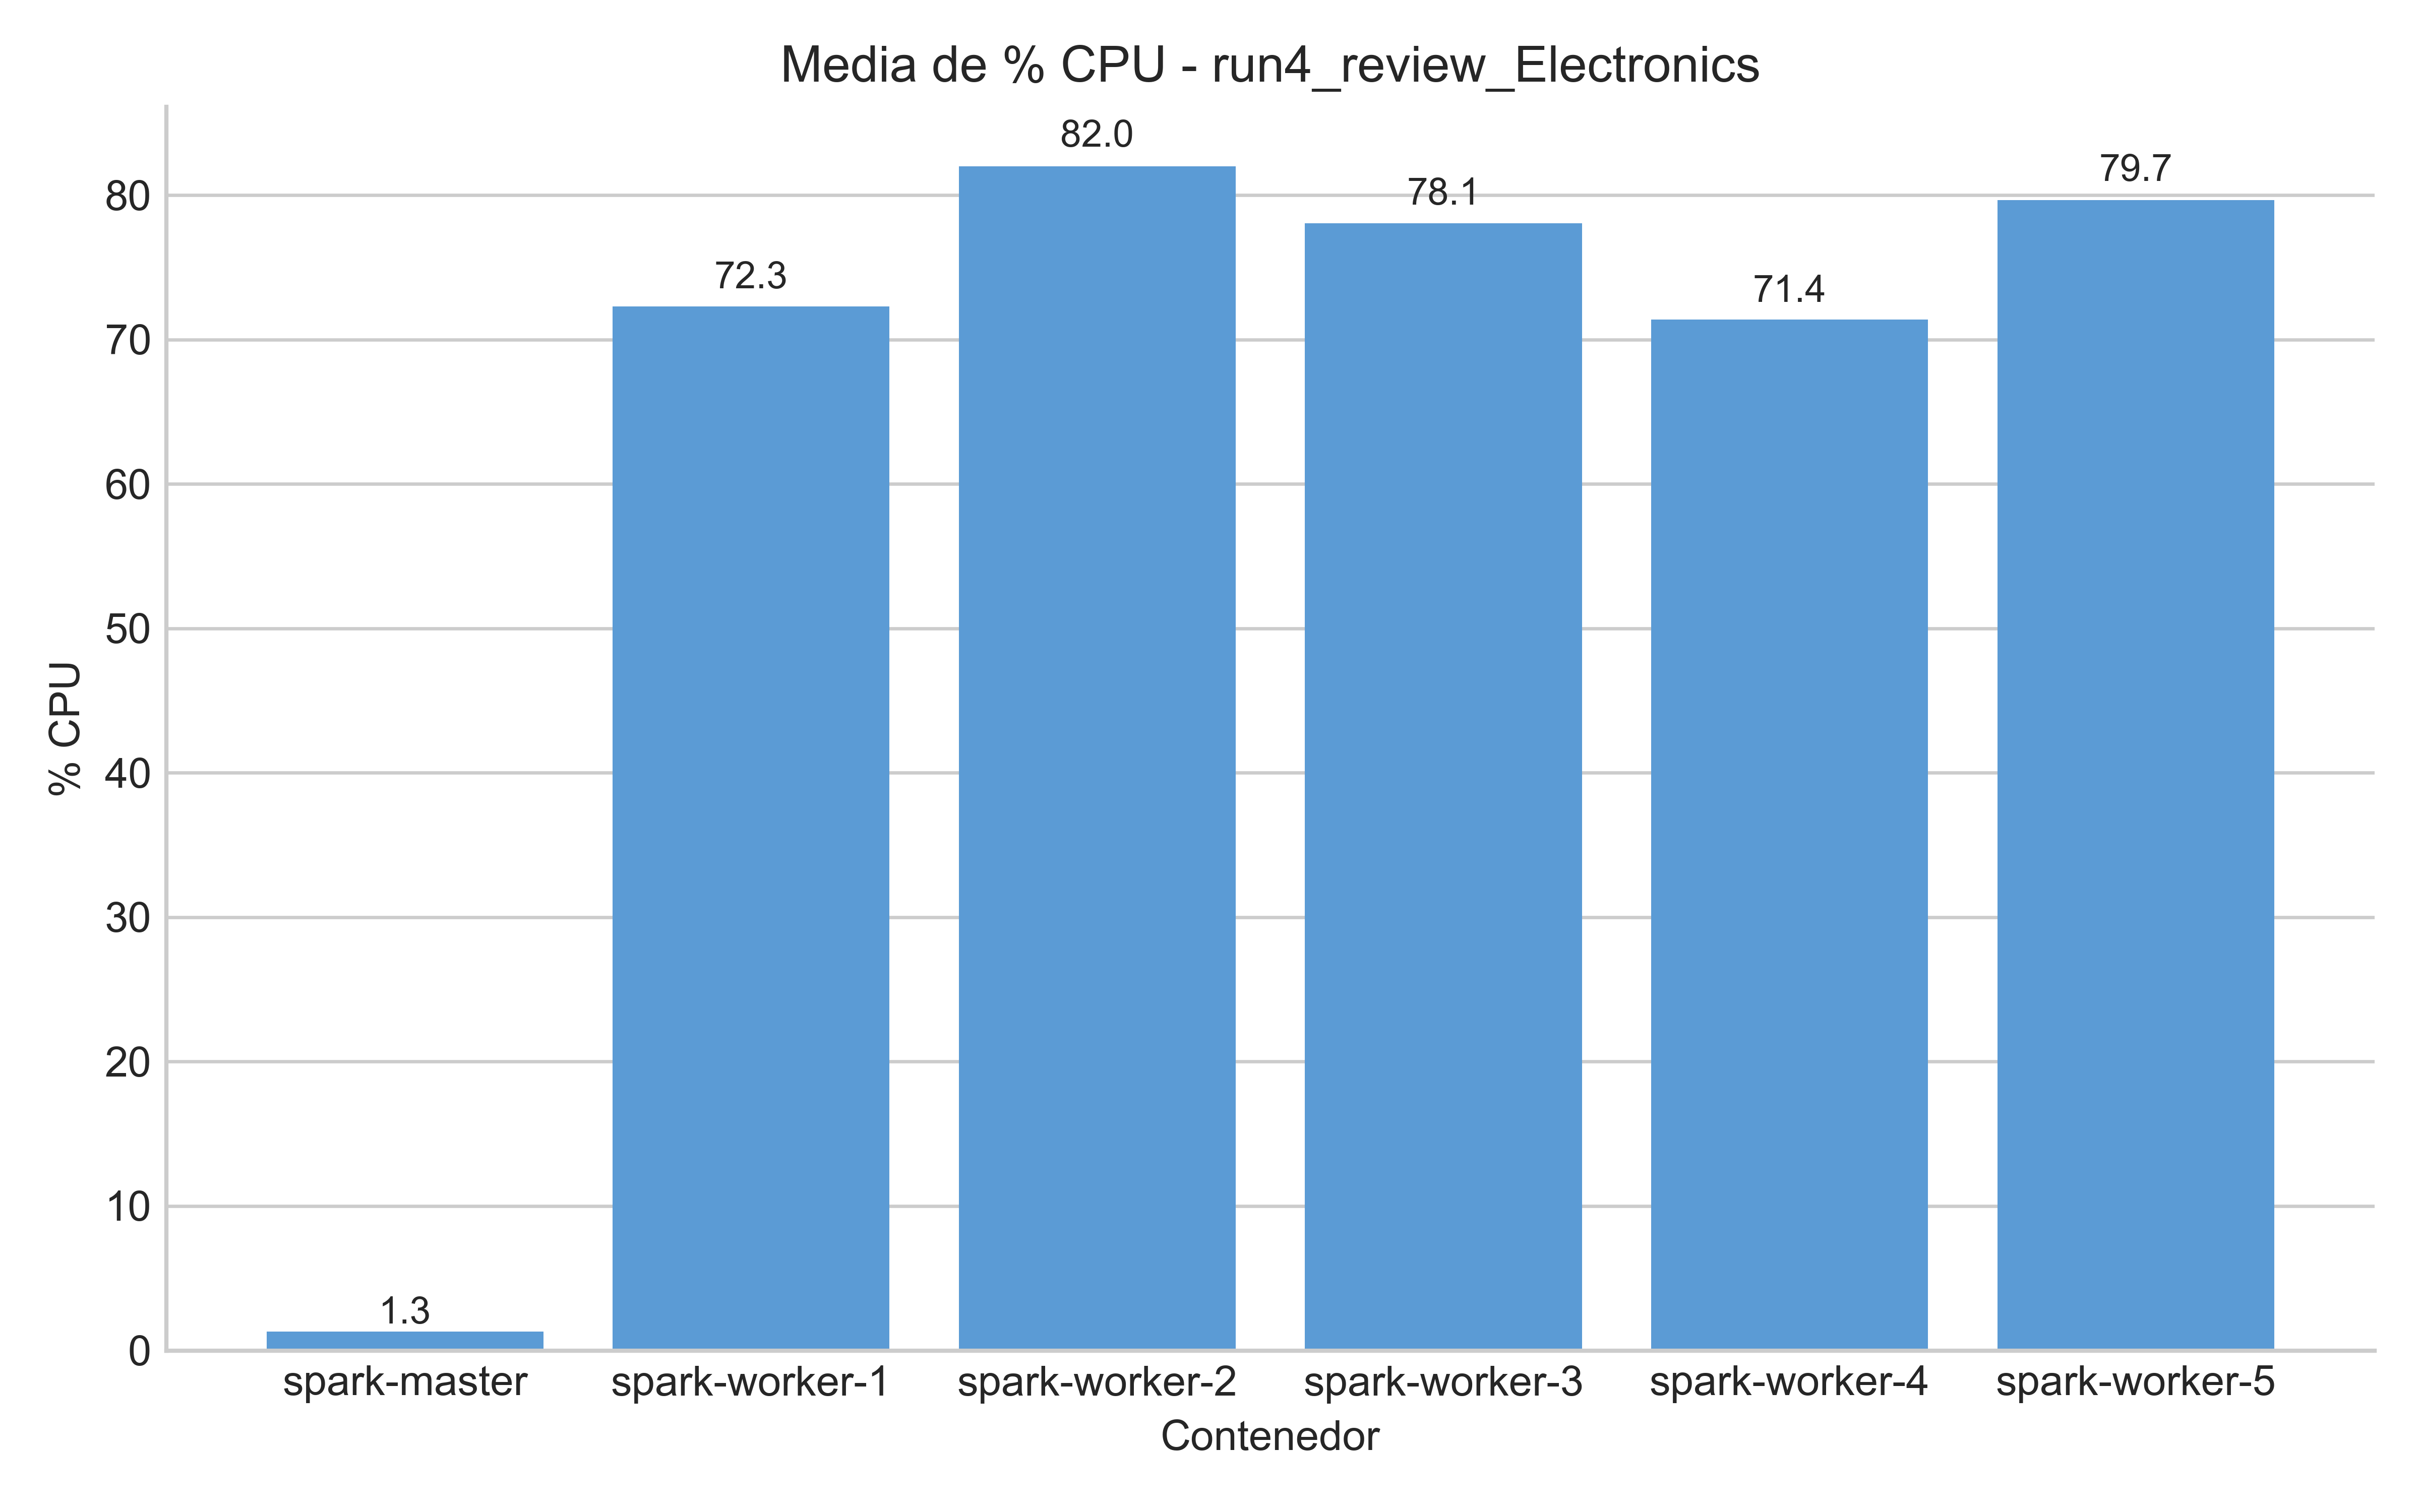 Media de % CPU - run4_review_Electronics
82.0
79.7
78.1
72.3
71.4
1.3
80
70
60
50
40
30
20
10
0
% CPU
spark-master
spark-worker-1
spark-worker-2
spark-worker-3
spark-worker-4
spark-worker-5
Contenedor